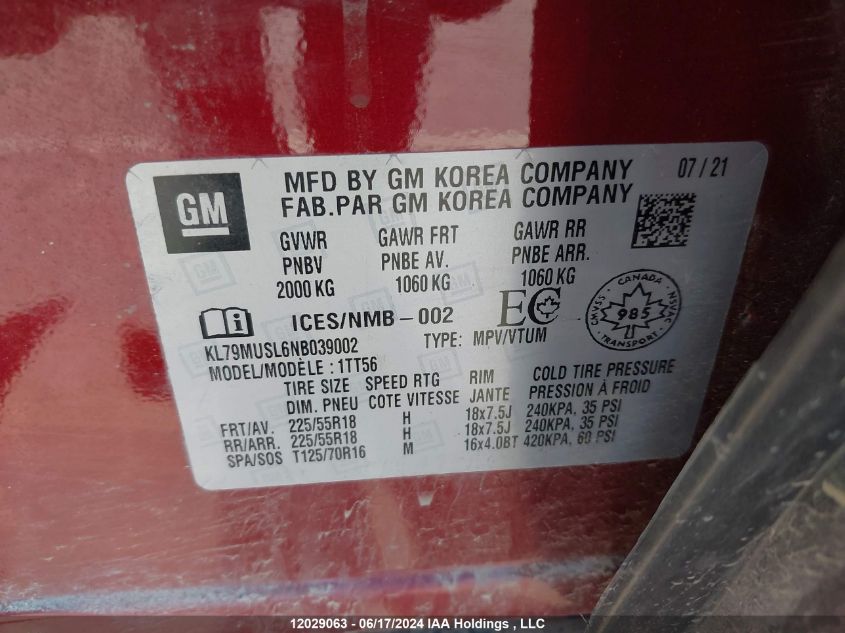 GM
MFD BY GM KOREA COMPANY 07 / 21
FAB.PAR GM KOREA COMPANY
GVWR GAWR FRT GAWR RR
PNBV PNBE AV. PNBE ARR.
2000 KG 1060 KG 1060 KG
ICES/NMB-002 EC
CANADA
CMVSS NSVAC
985
TRANSPORT
KL79MUSL6NB039002 TYPE: MPV/VTUM
MODEL/MODÈLE : 1TT56
TIRE SIZE SPEED RTG RIM COLD TIRE PRESSURE
DIM. PNEU COTE VITESSE JANTE PRESSION À FROID
FRT/AV. 225/55R18 H 18x7.5J 240KPA, 35 PSI
RR/ARR. 225/55R18 H 18x7.5J 240KPA, 35 PSI
SPA/SOS T125/70R16 M 16x4.0BT 420KPA, 60 PSI
12029063 - 06/17/2024 IAA Holdings , LLC